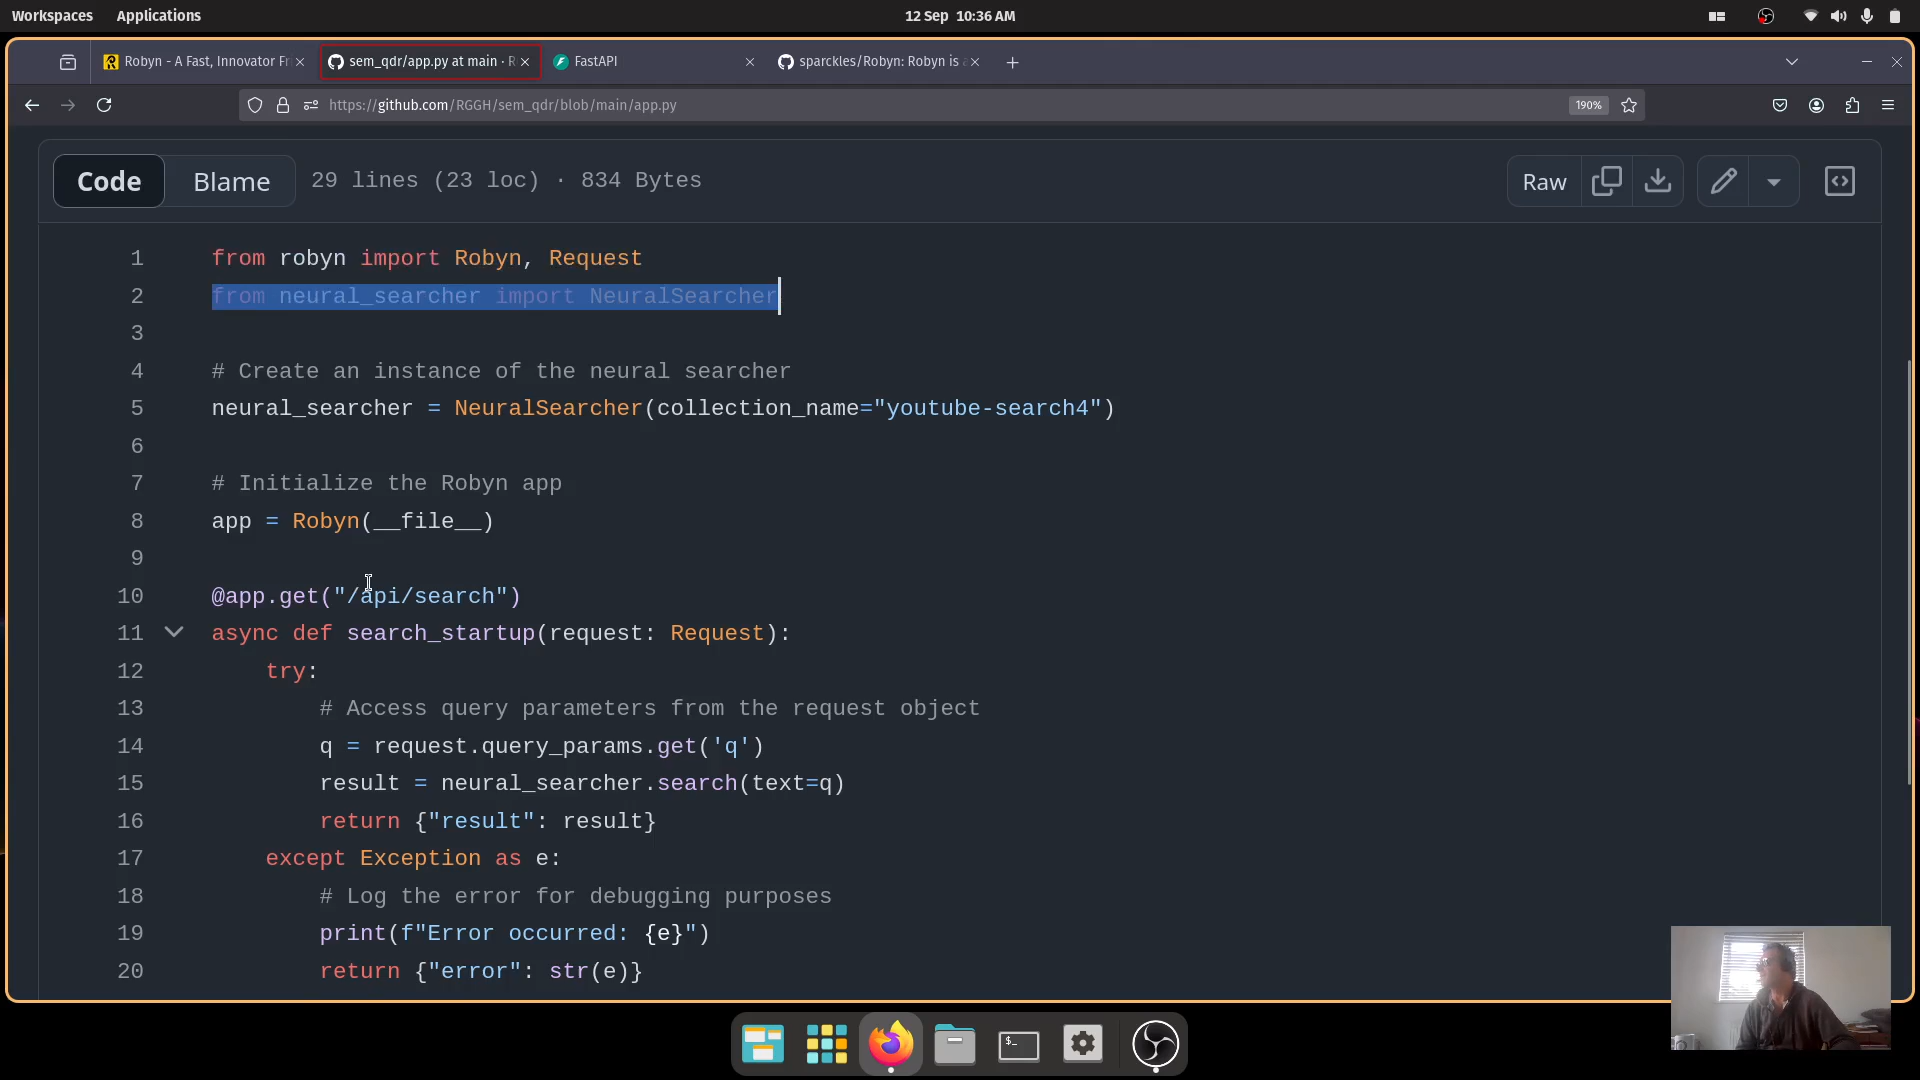 Workspaces Applications 12 Sep 10:36 AM
Robyn - A Fast, Innovator Fr sem_qdr/app.py at main · R FastAPI sparckles/Robyn: Robyn is a
https://github.com/RGGH/sem_qdr/blob/main/app.py 190%
Code Blame 29 lines (23 loc) · 834 Bytes Raw
1 from robyn import Robyn, Request
2 from neural_searcher import NeuralSearcher
3
4 # Create an instance of the neural searcher
5 neural_searcher = NeuralSearcher(collection_name="youtube-search4")
6
7 # Initialize the Robyn app
8 app = Robyn(__file__)
9
10 @app.get("/api/search")
11 async def search_startup(request: Request):
12 try:
13 # Access query parameters from the request object
14 q = request.query_params.get('q')
15 result = neural_searcher.search(text=q)
16 return {"result": result}
17 except Exception as e:
18 # Log the error for debugging purposes
19 print(f"Error occurred: {e}")
20 return {"error": str(e)}